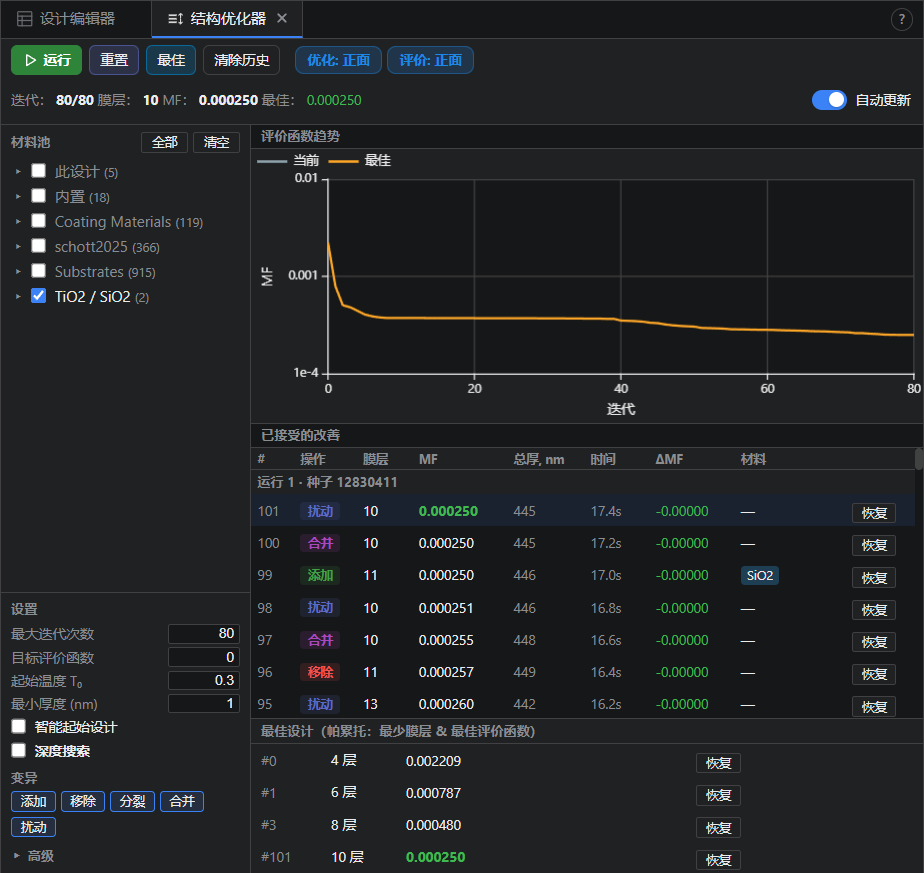 设计编辑器 结构优化器 ✕ ?
运行 重置 最佳 清除历史 优化: 正面 评价: 正面
迭代: 80/80 膜层: 10 MF: 0.000250 最佳: 0.000250 自动更新
材料池 全部 清空
此设计 (5)
内置 (18)
Coating Materials (119)
schott2025 (366)
Substrates (915)
TiO2 / SiO2 (2)
设置
最大迭代次数 80
目标评价函数 0
起始温度 T₀ 0.3
最小厚度 (nm) 1
智能起始设计
深度搜索
变异
添加 移除 分裂 合并
扰动
高级
评价函数趋势
当前 最佳
0.01
0.001
1e-4
MF
0 20 40 60 80
迭代
已接受的改善
# 操作 膜层 MF 总厚, nm 时间 ΔMF 材料
运行 1 · 种子 12830411
101 扰动 10 0.000250 445 17.4s -0.00000 — 恢复
100 合并 10 0.000250 445 17.2s -0.00000 — 恢复
99 添加 11 0.000250 446 17.0s -0.00000 SiO2 恢复
98 扰动 10 0.000251 446 16.8s -0.00000 — 恢复
97 合并 10 0.000255 448 16.6s -0.00000 — 恢复
96 移除 11 0.000257 449 16.4s -0.00000 — 恢复
95 扰动 13 0.000260 442 16.2s -0.00000 — 恢复
最佳设计（帕累托：最少膜层 & 最佳评价函数）
#0 4 层 0.002209 恢复
#1 6 层 0.000787 恢复
#3 8 层 0.000480 恢复
#101 10 层 0.000250 恢复